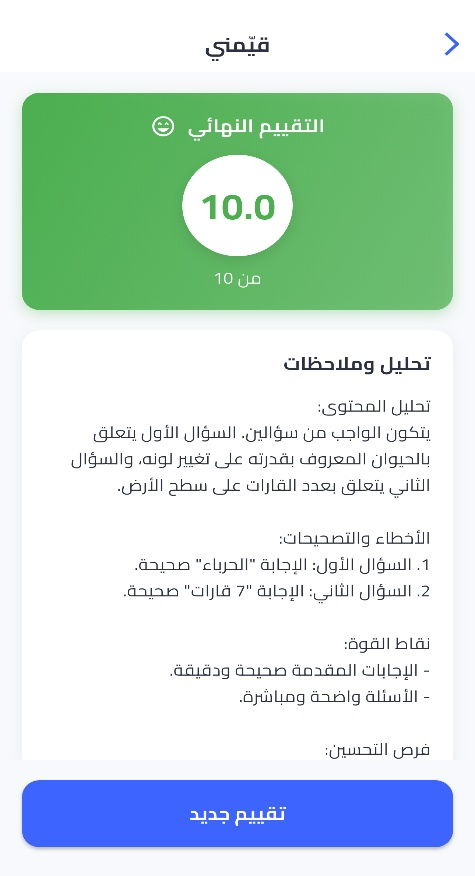 قيّمني
التقييم النهائي
10.0
من 10
تحليل وملاحظات
تحليل المحتوى:
يتكون الواجب من سؤالين. السؤال الأول يتعلق
بالحيوان المعروف بقدرته على تغيير لونه، والسؤال
الثاني يتعلق بعدد القارات على سطح الأرض.
الأخطاء والتصحيحات:
1. السؤال الأول: الإجابة "الحرباء" صحيحة.
2. السؤال الثاني: الإجابة "7 قارات" صحيحة.
نقاط القوة:
- الإجابات المقدمة صحيحة ودقيقة.
- الأسئلة واضحة ومباشرة.
فرص التحسين:
تقييم جديد